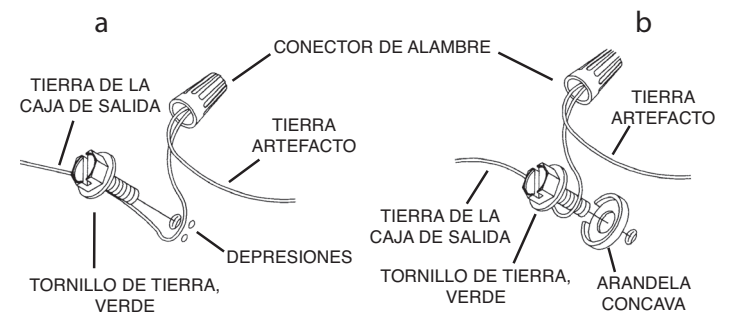 a
b
CONECTOR DE ALAMBRE
TIERRA DE LA
CAJA DE SALIDA
TIERRA
ARTEFACTO
TIERRA
ARTEFACTO
TIERRA DE LA
CAJA DE SALIDA
DEPRESIONES
TORNILLO DE TIERRA,
VERDE
TORNILLO DE TIERRA,
VERDE
ARANDELA
CONCAVA